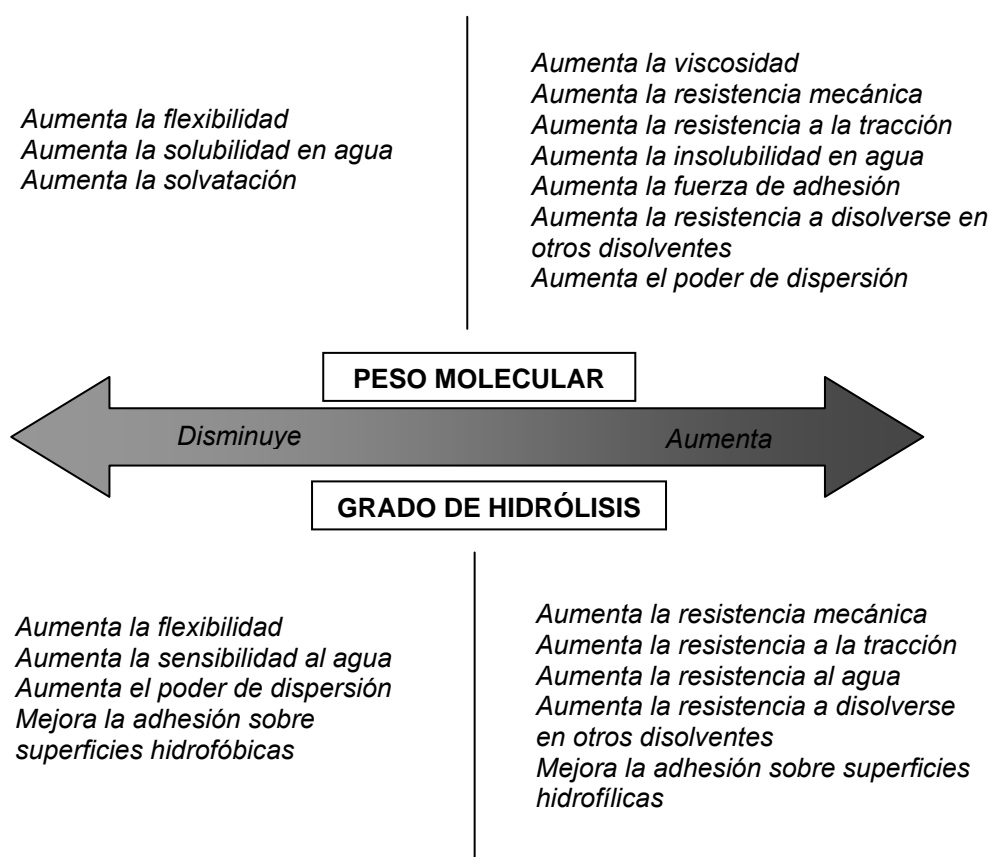 Aumenta la flexibilidad
Aumenta la solubilidad en agua
Aumenta la solvatación
Aumenta la viscosidad
Aumenta la resistencia mecánica
Aumenta la resistencia a la tracción
Aumenta la insolubilidad en agua
Aumenta la fuerza de adhesión
Aumenta la resistencia a disolverse en
otros disolventes
Aumenta el poder de dispersión
PESO MOLECULAR
Disminuye
Aumenta
GRADO DE HIDRÓLISIS
Aumenta la flexibilidad
Aumenta la sensibilidad al agua
Aumenta el poder de dispersión
Mejora la adhesión sobre
superficies hidrofóbicas
Aumenta la resistencia mecánica
Aumenta la resistencia a la tracción
Aumenta la resistencia al agua
Aumenta la resistencia a disolverse
en otros disolventes
Mejora la adhesión sobre superficies
hidrofílicas